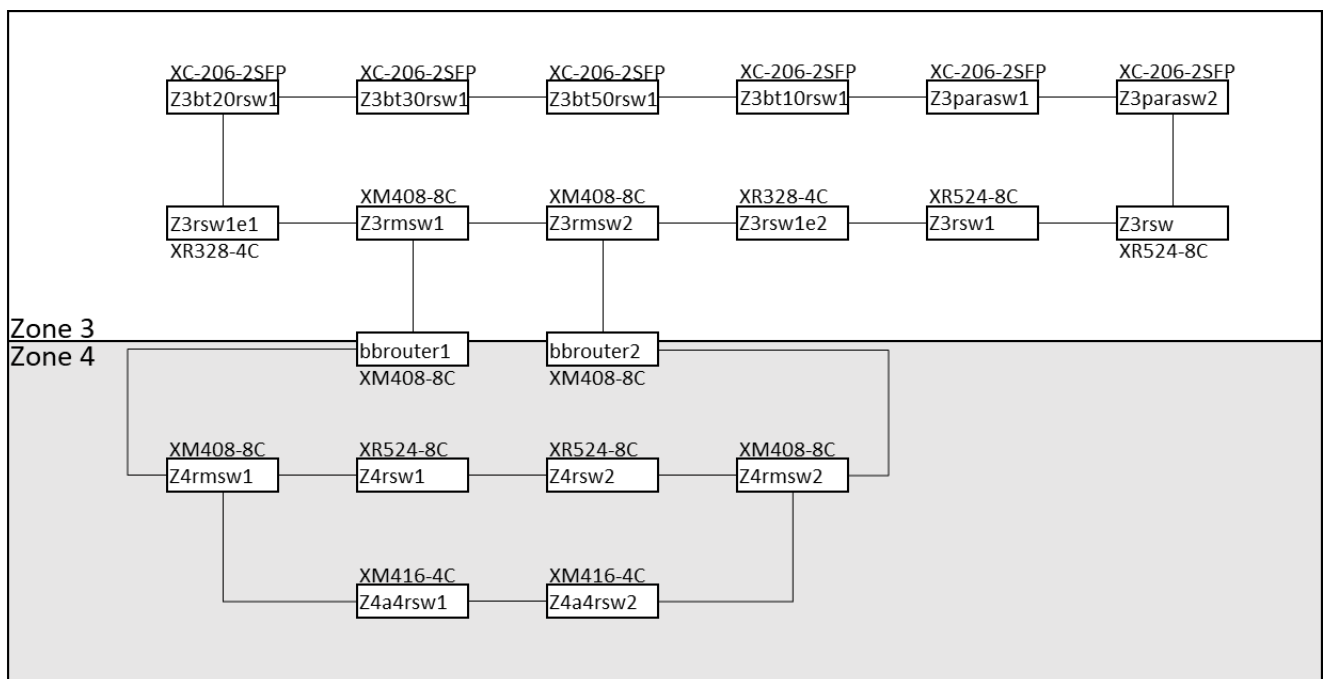 XC-206-2SFP XC-206-2SFP XC-206-2SFP XC-206-2SFP XC-206-2SFP XC-206-2SFP
Z3bt20rsw1 Z3bt30rsw1 Z3bt50rsw1 Z3bt10rsw1 Z3parasw1 Z3parasw2
XM408-8C XM408-8C XR328-4C XR524-8C
Z3rsw1e1 Z3rmsw1 Z3rmsw2 Z3rsw1e2 Z3rsw1 Z3rsw
XR328-4C XR524-8C
Zone 3
Zone 4
bbrouter1 bbrouter2
XM408-8C XM408-8C
XM408-8C XR524-8C XR524-8C XM408-8C
Z4rmsw1 Z4rsw1 Z4rsw2 Z4rmsw2
XM416-4C XM416-4C
Z4a4rsw1 Z4a4rsw2